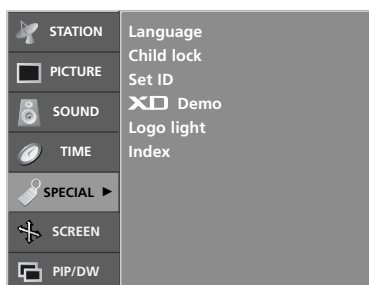 STATION
PICTURE
SOUND
TIME
SPECIAL ►
SCREEN
PIP/DW
Language
Child lock
Set ID
XD Demo
Logo light
Index